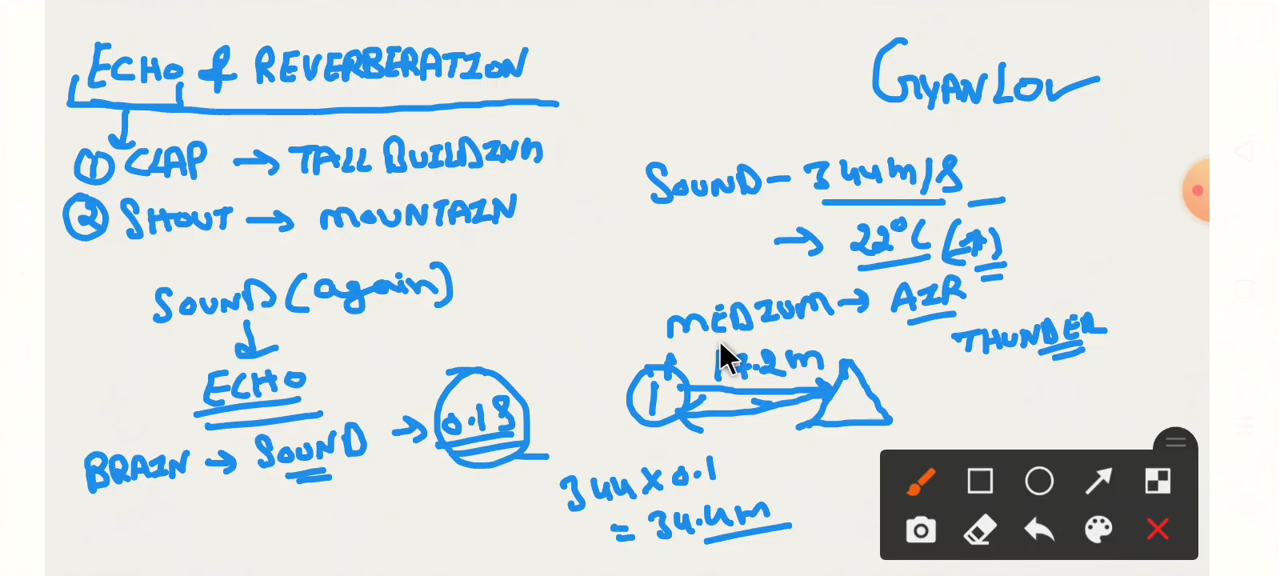 ECHO & REVERBERATION
① CLAP → TALL BUILDING
② SHOUT → MOUNTAIN
SOUND (again)
ECHO
BRAIN → SOUND → 0.1S
GYANLOV
SOUND - 344m/s
→ 22°C (↗)
MEDIUM → AIR
THUNDER
17.2m
1
344 x 0.1
= 34.4m